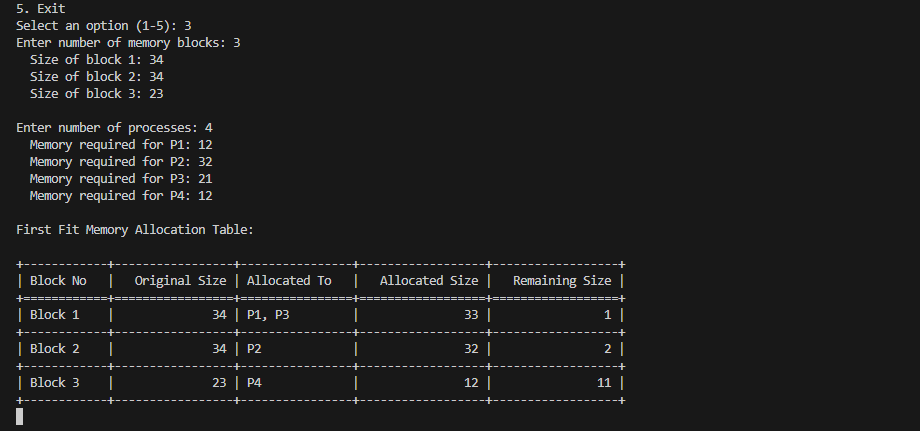 5. Exit
Select an option (1-5): 3
Enter number of memory blocks: 3
  Size of block 1: 34
  Size of block 2: 34
  Size of block 3: 23

Enter number of processes: 4
  Memory required for P1: 12
  Memory required for P2: 32
  Memory required for P3: 21
  Memory required for P4: 12

First Fit Memory Allocation Table:

+------------+-----------------+----------------+------------------+------------------+
| Block No   |   Original Size | Allocated To   |   Allocated Size |   Remaining Size |
+============+=================+================+==================+==================+
| Block 1    |              34 | P1, P3         |               33 |                1 |
+------------+-----------------+----------------+------------------+------------------+
| Block 2    |              34 | P2             |               32 |                2 |
+------------+-----------------+----------------+------------------+------------------+
| Block 3    |              23 | P4             |               12 |               11 |
+------------+-----------------+----------------+------------------+------------------+